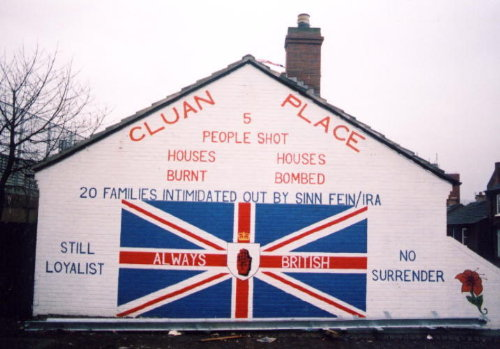 CLUAN PLACE
5
PEOPLE SHOT
HOUSES BURNT
HOUSES BOMBED
20 FAMILIES INTIMIDATED OUT BY SINN FEIN/IRA
STILL LOYALIST
ALWAYS BRITISH
NO SURRENDER